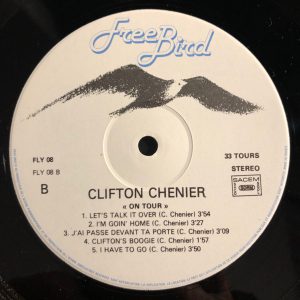 Free Bird
FLY 08
33 TOURS
FLY 08 B
STEREO
B
SACEM
CLIFTON CHENIER
« ON TOUR »
1. LET'S TALK IT OVER (C. Chenier) 3'54
2. I'M GOIN' HOME (C. Chenier) 3'27
3. J'AI PASSE DEVANT TA PORTE (C. Chenier) 3'09
4. CLIFTON'S BOOGIE (C. Chenier) 1'57
5. I HAVE TO GO (C. Chenier) 3'50